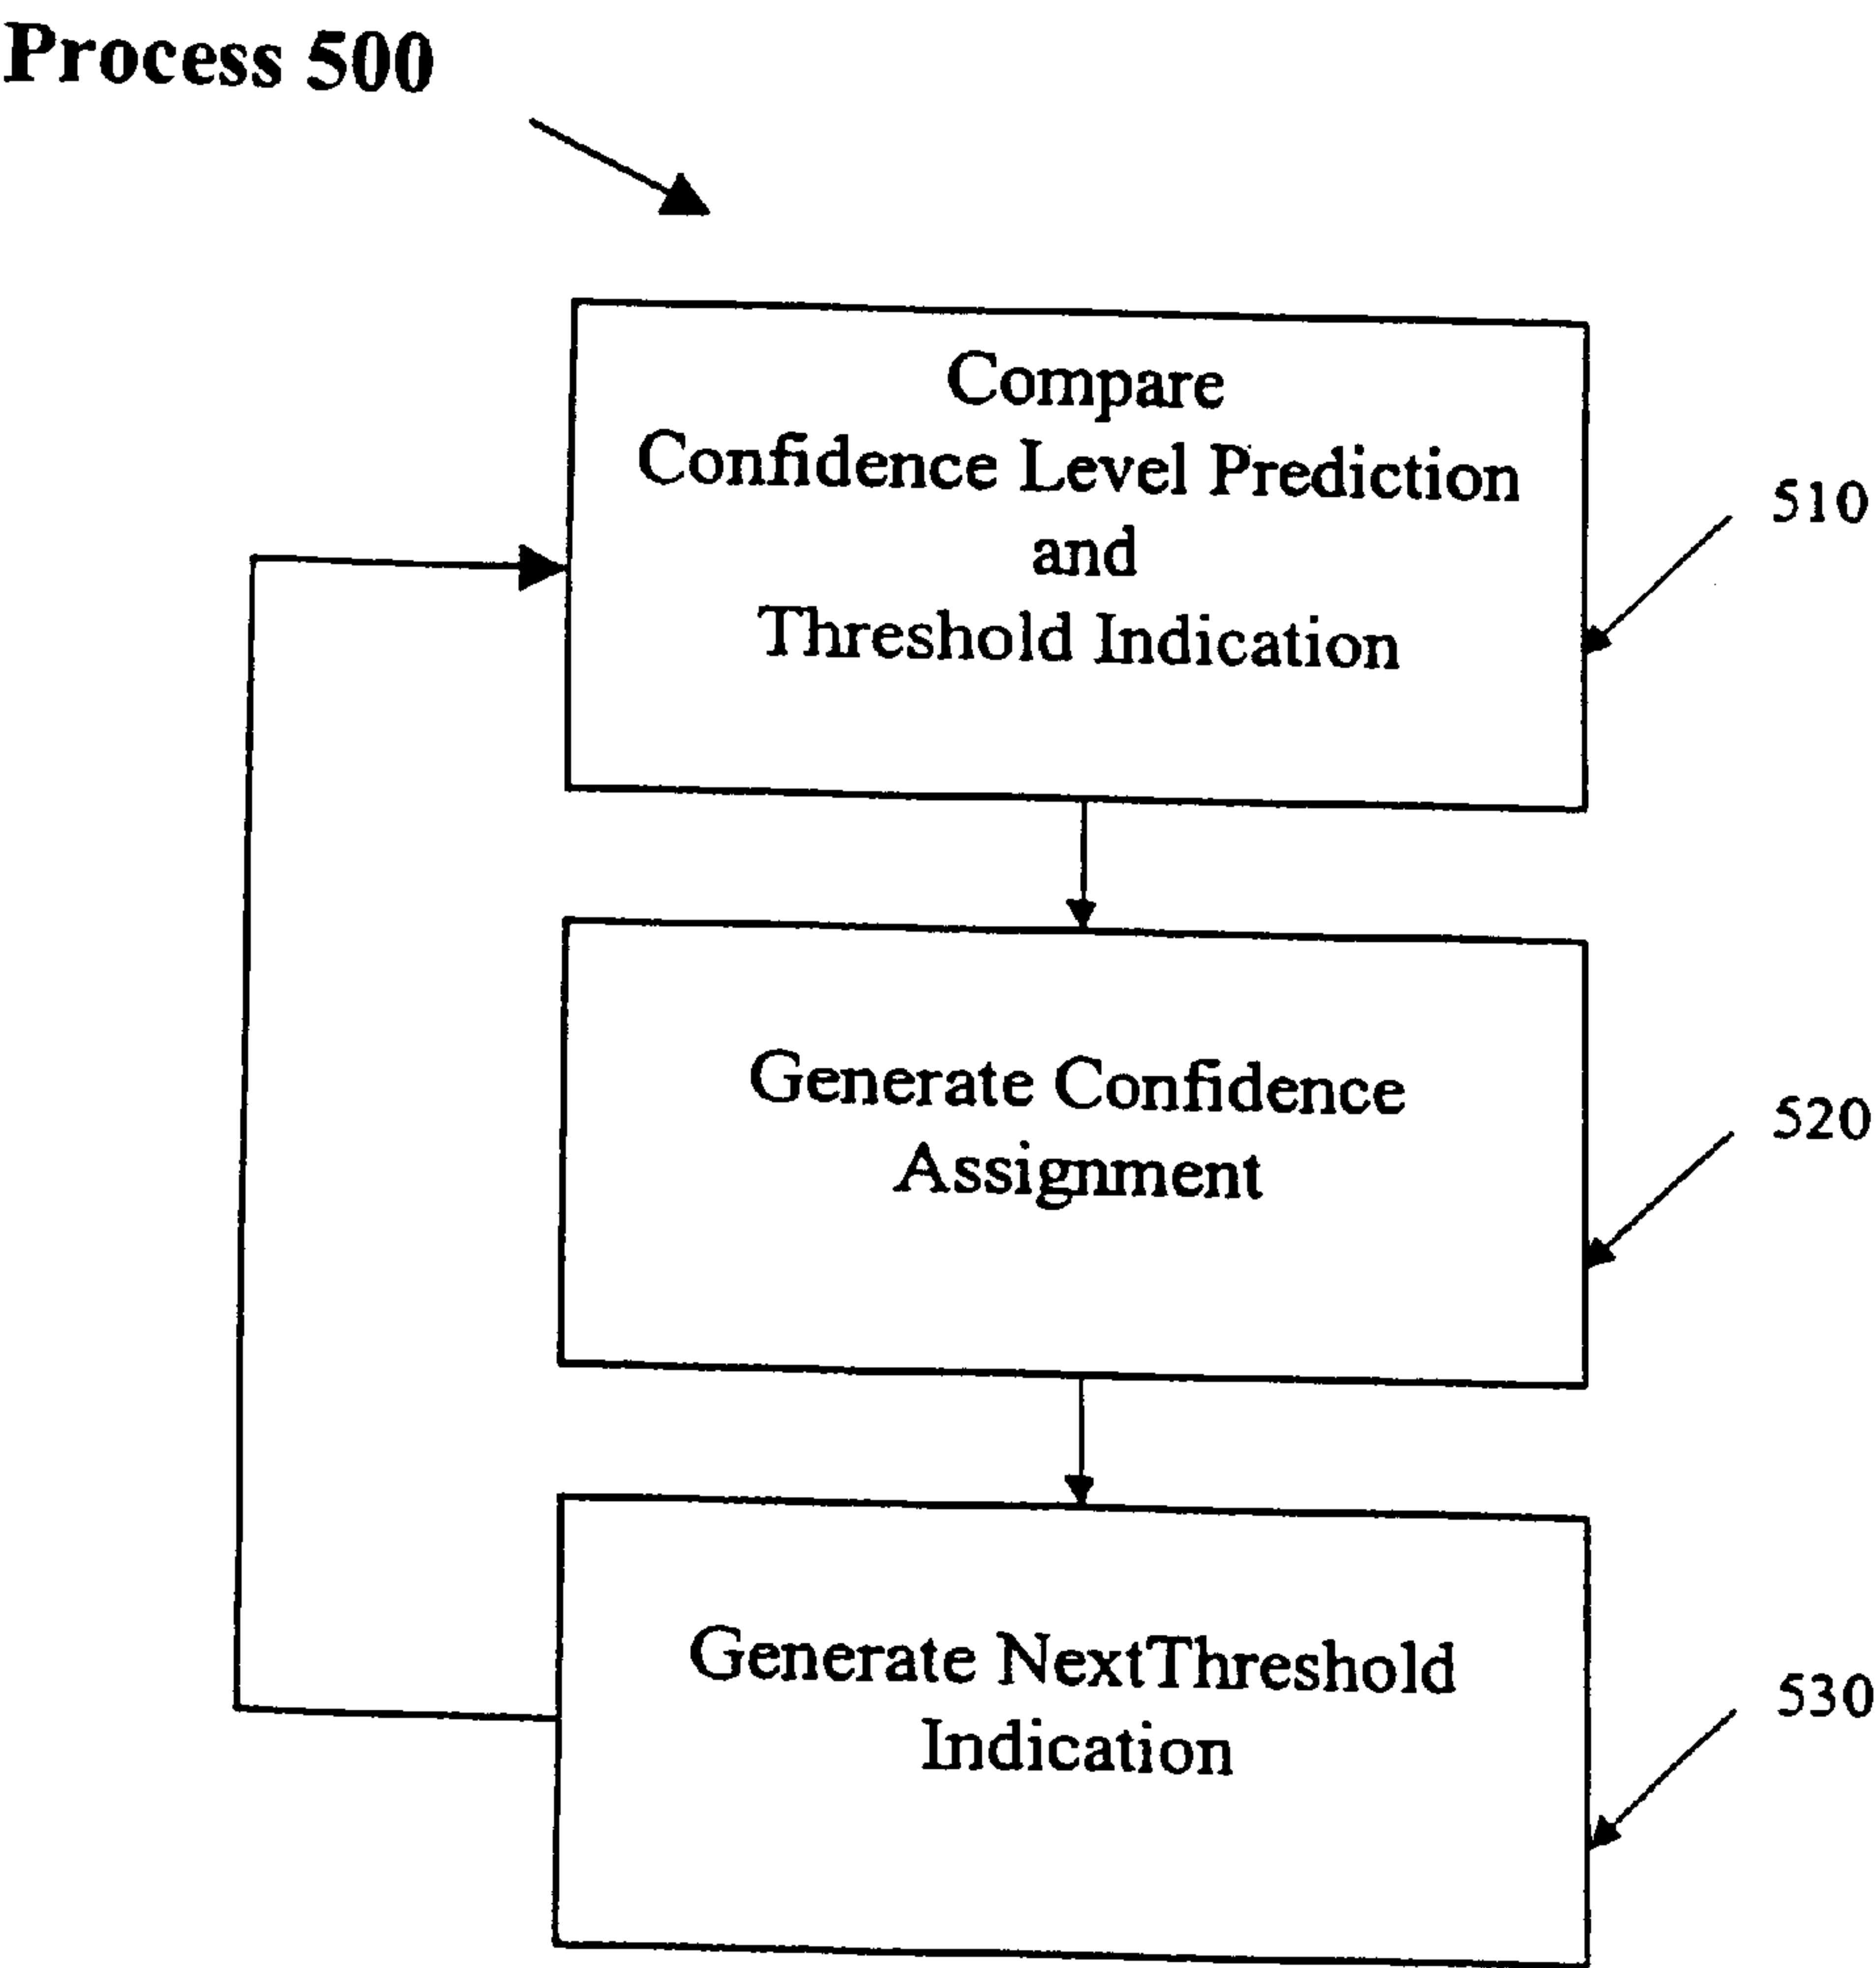 Process 500
Compare
Confidence Level Prediction
and
Threshold Indication
510
Generate Confidence
Assignment
520
Generate NextThreshold
Indication
530